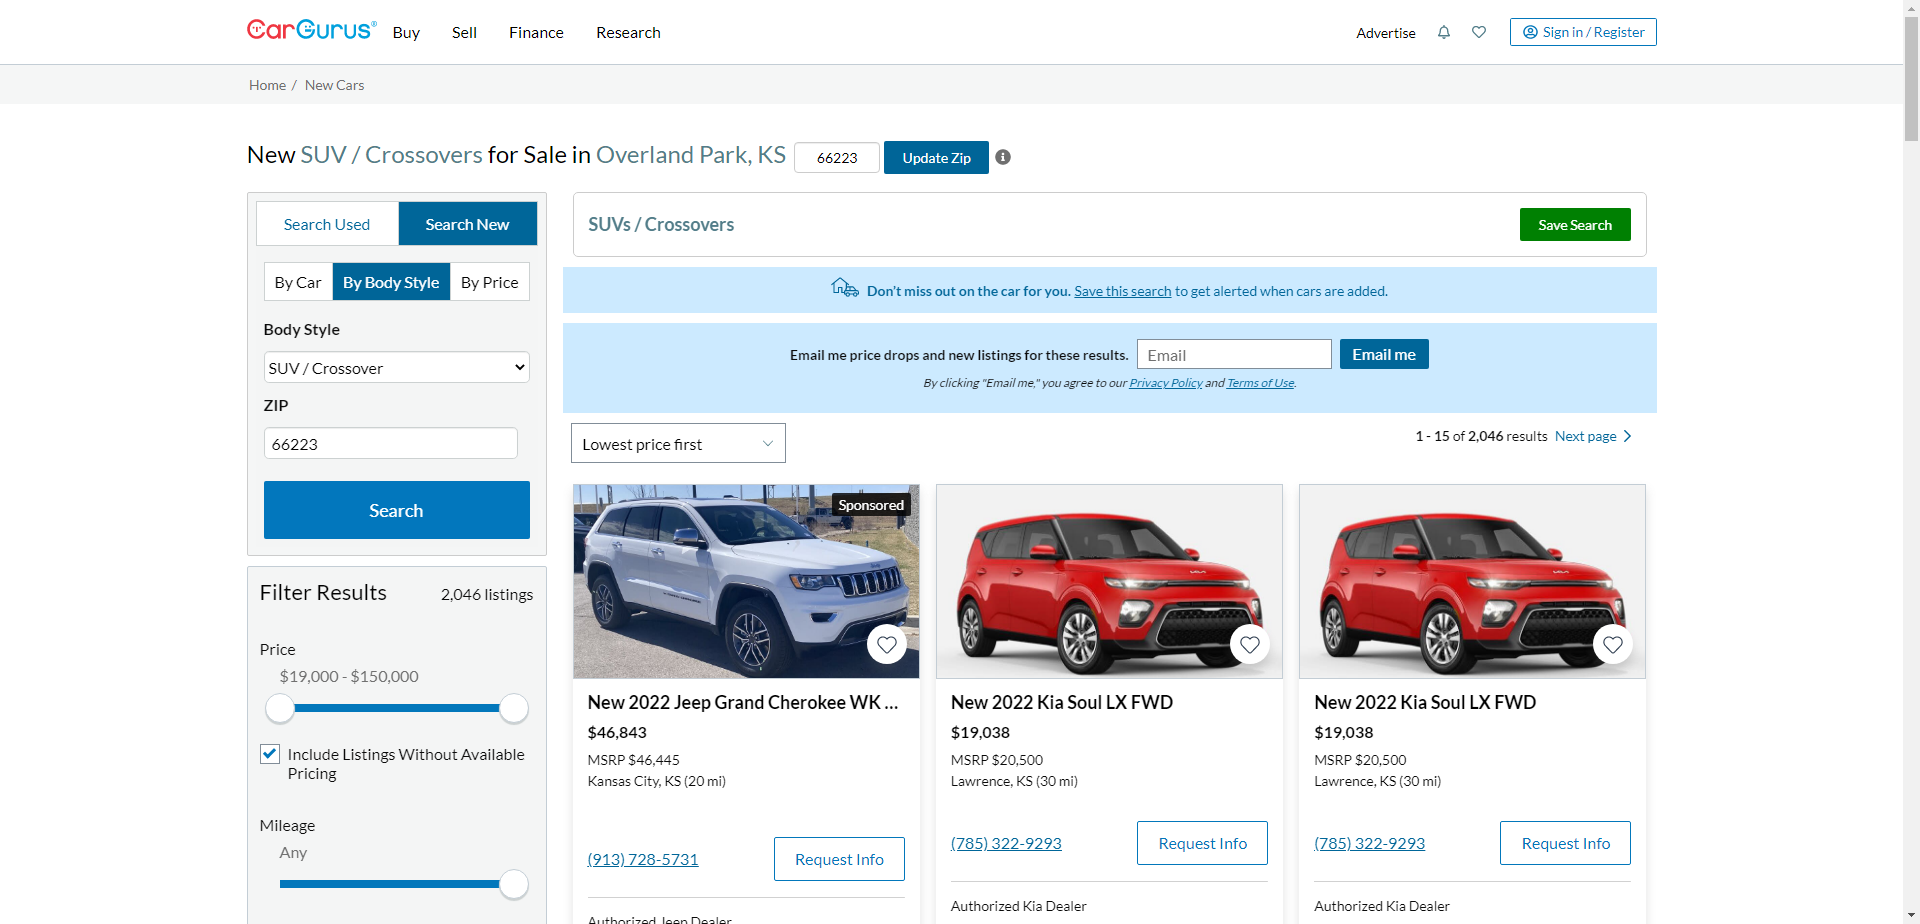 CarGurus®
Buy
Sell
Finance
Research
Advertise
Sign in / Register
Home / New Cars
New SUV / Crossovers for Sale in Overland Park, KS
66223
Update Zip
Search Used
Search New
By Car
By Body Style
By Price
Body Style
SUV / Crossover
ZIP
66223
Search
Filter Results
2,046 listings
Price
$19,000 - $150,000
Include Listings Without Available
Pricing
Mileage
Any
SUVs / Crossovers
Save Search
Don't miss out on the car for you. Save this search to get alerted when cars are added.
Email me price drops and new listings for these results.
Email
Email me
By clicking "Email me," you agree to our Privacy Policy and Terms of Use.
Lowest price first
1 - 15 of 2,046 results
Next page
Sponsored
New 2022 Jeep Grand Cherokee WK ...
$46,843
MSRP $46,445
Kansas City, KS (20 mi)
(913) 728-5731
Request Info
Authorized Jeep Dealer
New 2022 Kia Soul LX FWD
$19,038
MSRP $20,500
Lawrence, KS (30 mi)
(785) 322-9293
Request Info
Authorized Kia Dealer
New 2022 Kia Soul LX FWD
$19,038
MSRP $20,500
Lawrence, KS (30 mi)
(785) 322-9293
Request Info
Authorized Kia Dealer